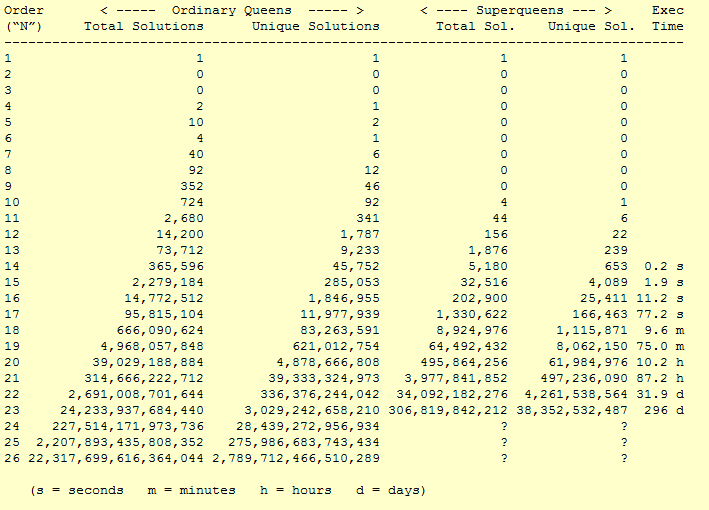 Order < ----- Ordinary Queens ----- > < ---- Superqueens --- > Exec
(“N”) Total Solutions Unique Solutions Total Sol. Unique Sol. Time
-------------------------------------------------------------------------------------
1 1 1 1 1
2 0 0 0 0
3 0 0 0 0
4 2 1 0 0
5 10 2 0 0
6 4 1 0 0
7 40 6 0 0
8 92 12 0 0
9 352 46 0 0
10 724 92 4 1
11 2,680 341 44 6
12 14,200 1,787 156 22
13 73,712 9,233 1,876 239
14 365,596 45,752 5,180 653 0.2 s
15 2,279,184 285,053 32,516 4,089 1.9 s
16 14,772,512 1,846,955 202,900 25,411 11.2 s
17 95,815,104 11,977,939 1,330,622 166,463 77.2 s
18 666,090,624 83,263,591 8,924,976 1,115,871 9.6 m
19 4,968,057,848 621,012,754 64,492,432 8,062,150 75.0 m
20 39,029,188,884 4,878,666,808 495,864,256 61,984,976 10.2 h
21 314,666,222,712 39,333,324,973 3,977,841,852 497,236,090 87.2 h
22 2,691,008,701,644 336,376,244,042 34,092,182,276 4,261,538,564 31.9 d
23 24,233,937,684,440 3,029,242,658,210 306,819,842,212 38,352,532,487 296 d
24 227,514,171,973,736 28,439,272,956,934 ? ?
25 2,207,893,435,808,352 275,986,683,743,434 ? ?
26 22,317,699,616,364,044 2,789,712,466,510,289 ? ?
(s = seconds m = minutes h = hours d = days)